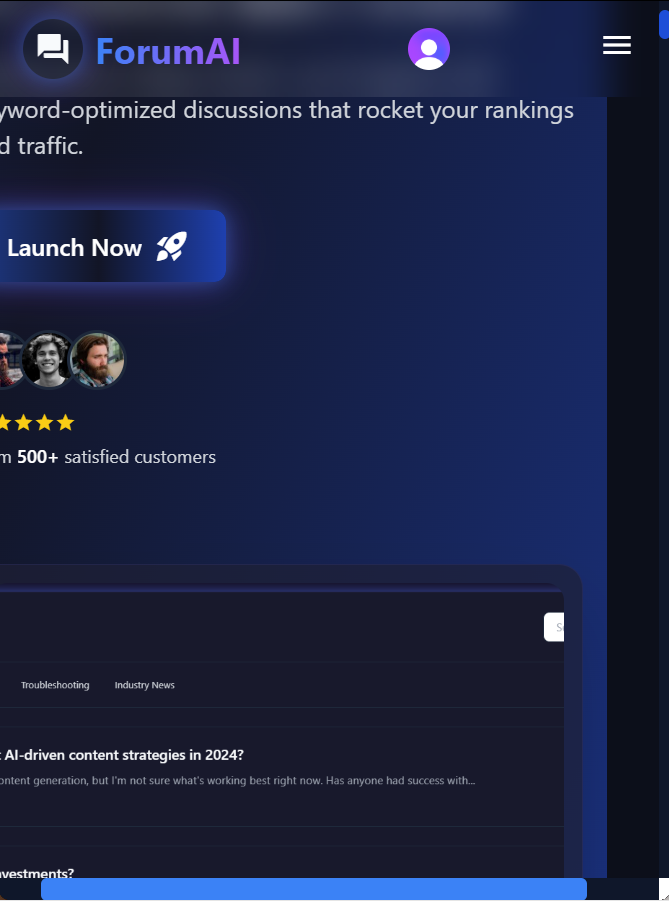 ForumAI
yword-optimized discussions that rocket your rankings
d traffic.
Launch Now
m 500+ satisfied customers
Se
Troubleshooting Industry News
t AI-driven content strategies in 2024?
ontent generation, but I'm not sure what's working best right now. Has anyone had success with...
nvestments?